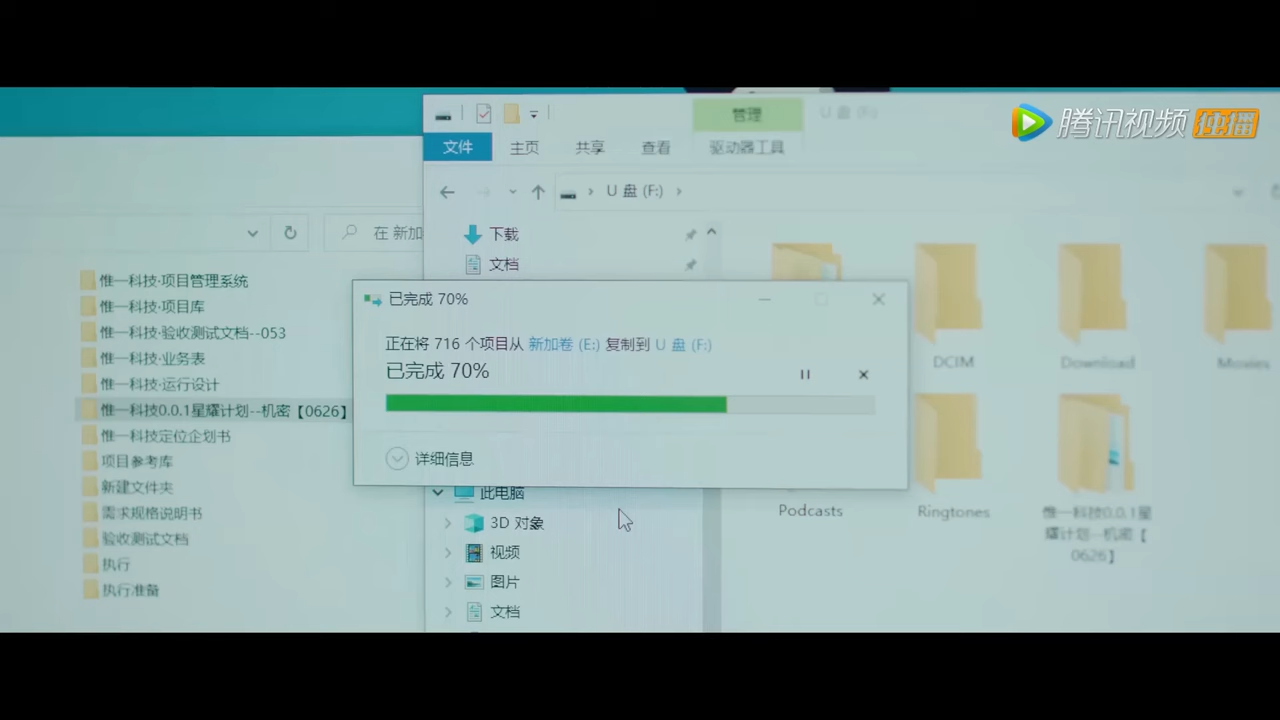 管理
U 盘 (F:)
腾讯视频 独播
文件
主页
共享
查看
驱动器工具
U 盘 (F:)
在 新加
下载
文档
惟一科技·项目管理系统
惟一科技·项目库
惟一科技·验收测试文档--053
惟一科技·业务表
惟一科技·运行设计
惟一科技0.0.1星耀计划--机密【0626】
惟一科技定位企划书
项目参考库
新建文件夹
需求规格说明书
验收测试文档
执行
执行准备
已完成 70%
正在将 716 个项目从 新加卷 (E:) 复制到 U 盘 (F:)
已完成 70%
详细信息
此电脑
3D 对象
视频
图片
文档
DCIM
Download
Movies
Podcasts
Ringtones
惟一科技0.0.1星
耀计划--机密【
0626】